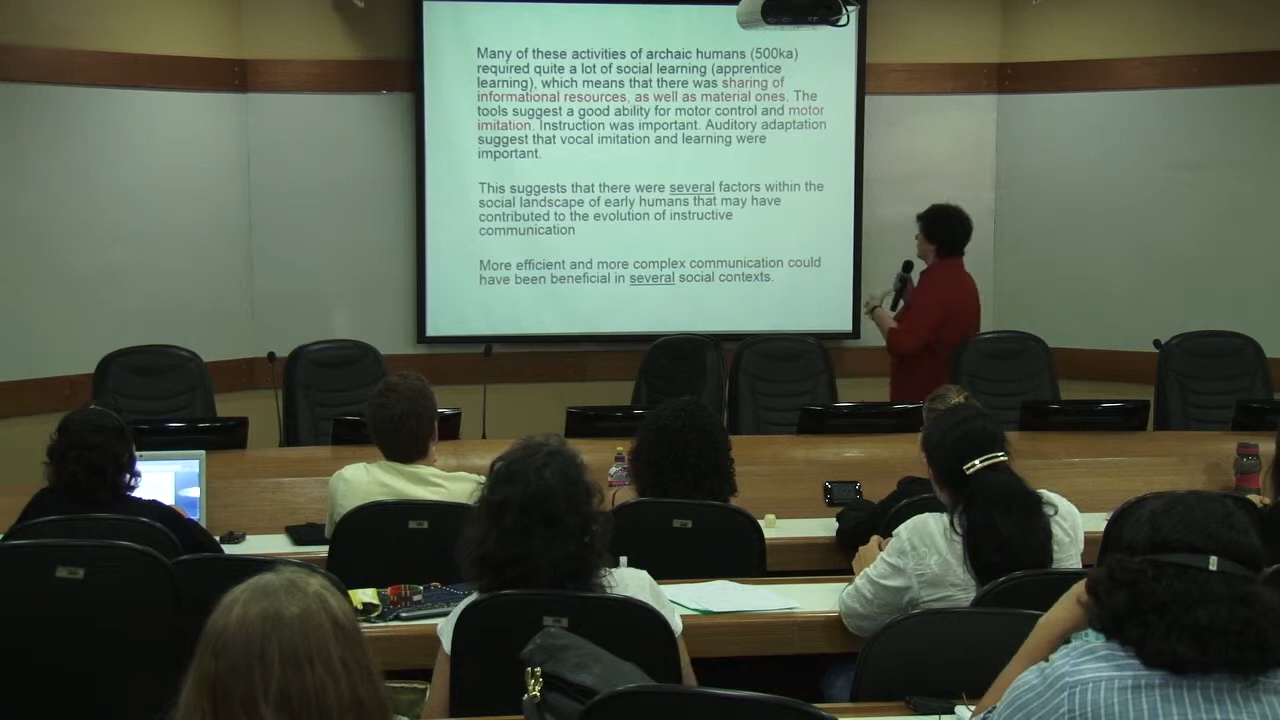 Many of these activities of archaic humans (500ka)
required quite a lot of social learning (apprentice
learning), which means that there was sharing of
informational resources, as well as material ones. The
tools suggest a good ability for motor control and motor
imitation. Instruction was important. Auditory adaptation
suggest that vocal imitation and learning were
important.
This suggests that there were several factors within the
social landscape of early humans that may have
contributed to the evolution of instructive
communication
More efficient and more complex communication could
have been beneficial in several social contexts.